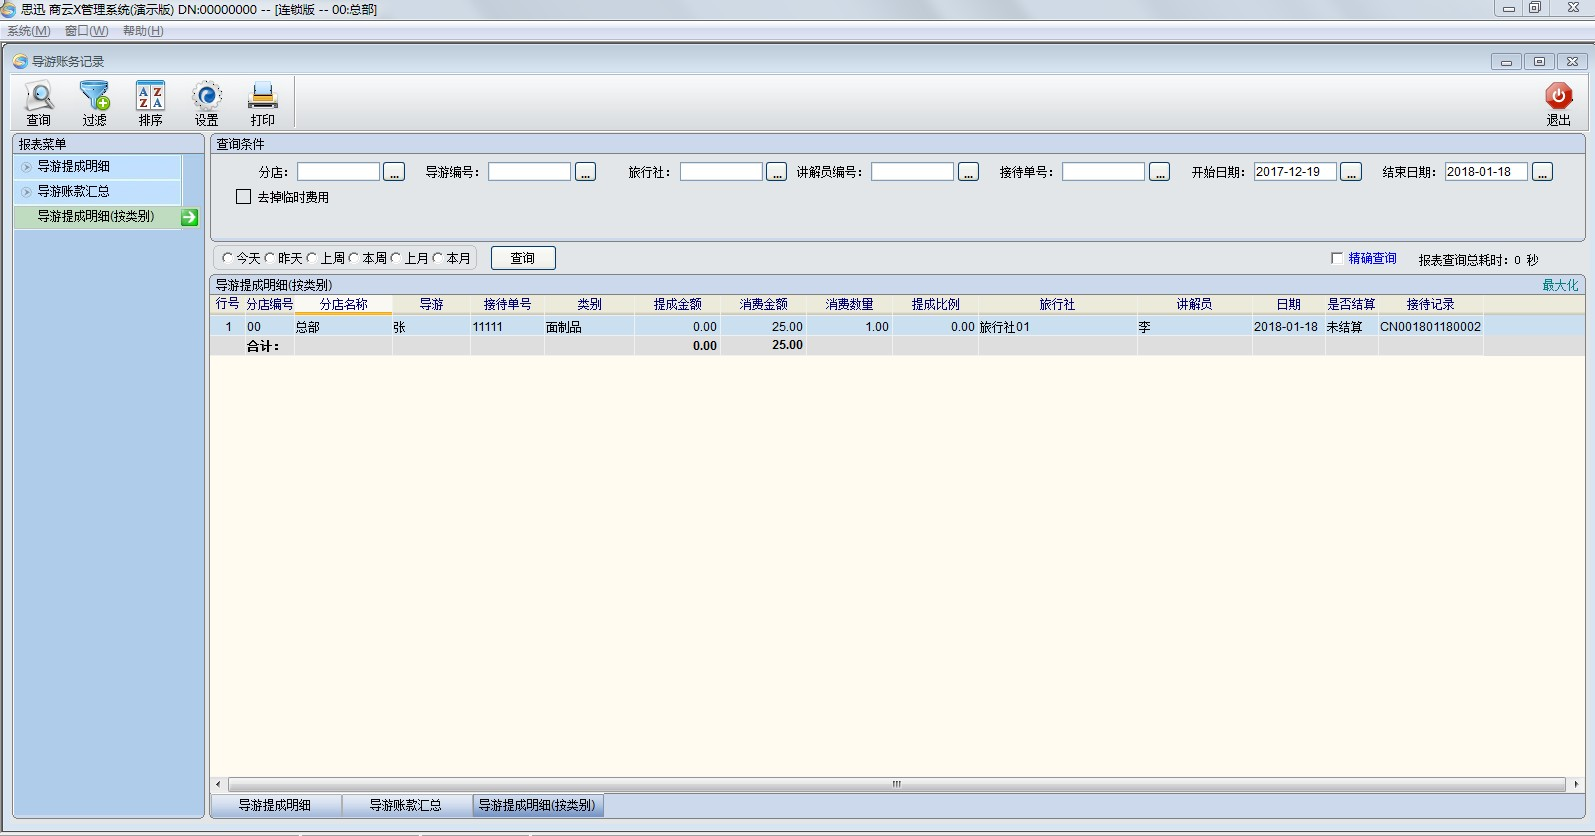 思迅 商云X管理系统(演示版) DN:00000000 -- [连锁版 -- 00:总部]
系统(M) 窗口(W) 帮助(H)
导游账务记录
查询 过滤 排序 设置 打印 退出
报表菜单
导游提成明细
导游账款汇总
导游提成明细(按类别)
查询条件
分店: ... 导游编号: ... 旅行社: ... 讲解员编号: ... 接待单号: ... 开始日期: 2017-12-19 ... 结束日期: 2018-01-18 ...
去掉临时费用
今天 昨天 上周 本周 上月 本月 查询 精确查询 报表查询总耗时: 0 秒
导游提成明细(按类别) 最大化
行号 分店编号 分店名称 导游 接待单号 类别 提成金额 消费金额 消费数量 提成比例 旅行社 讲解员 日期 是否结算 接待记录
1 00 总部 张 11111 面制品 0.00 25.00 1.00 0.00 旅行社01 李 2018-01-18 未结算 CN001801180002
合计: 0.00 25.00
导游提成明细 导游账款汇总 导游提成明细(按类别)